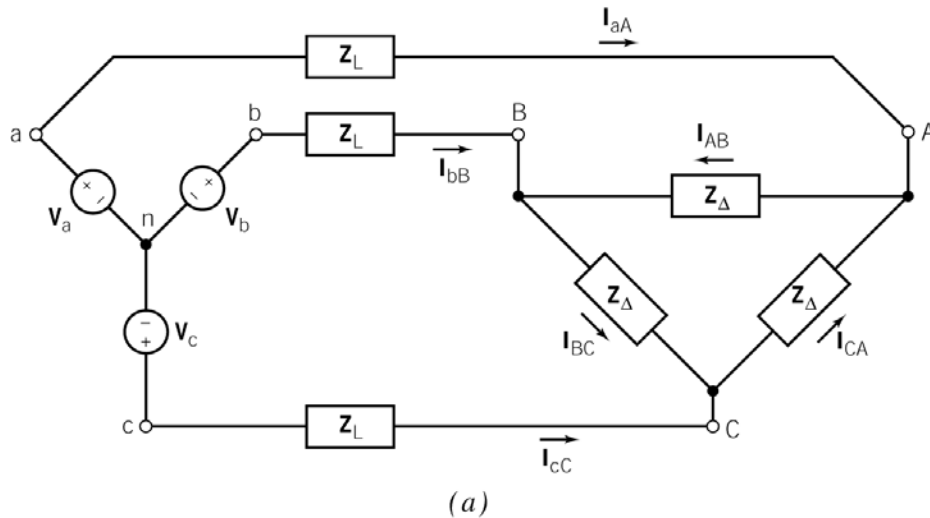 I_aA
Z_L
a
b
B
A
Z_L
I_bB
I_AB
Z_Δ
+
−
V_a
n
−
+
V_b
−
+
V_c
Z_Δ
I_BC
Z_Δ
I_CA
c
Z_L
C
I_cC
(a)